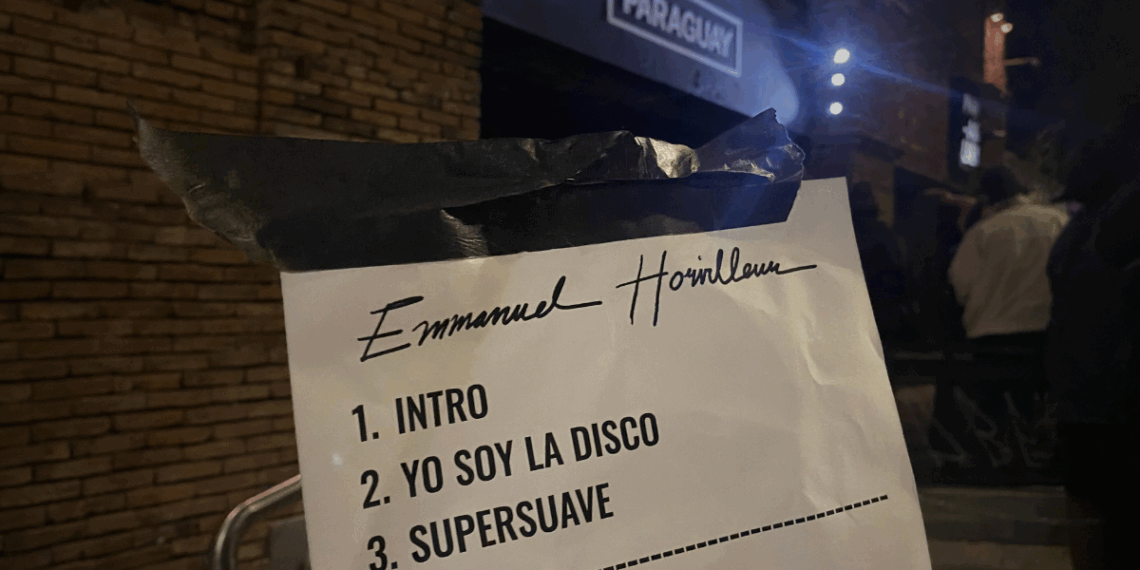 PARAGUAY
Emmanuel Horvilleur
1. INTRO
2. YO SOY LA DISCO
3. SUPERSUAVE